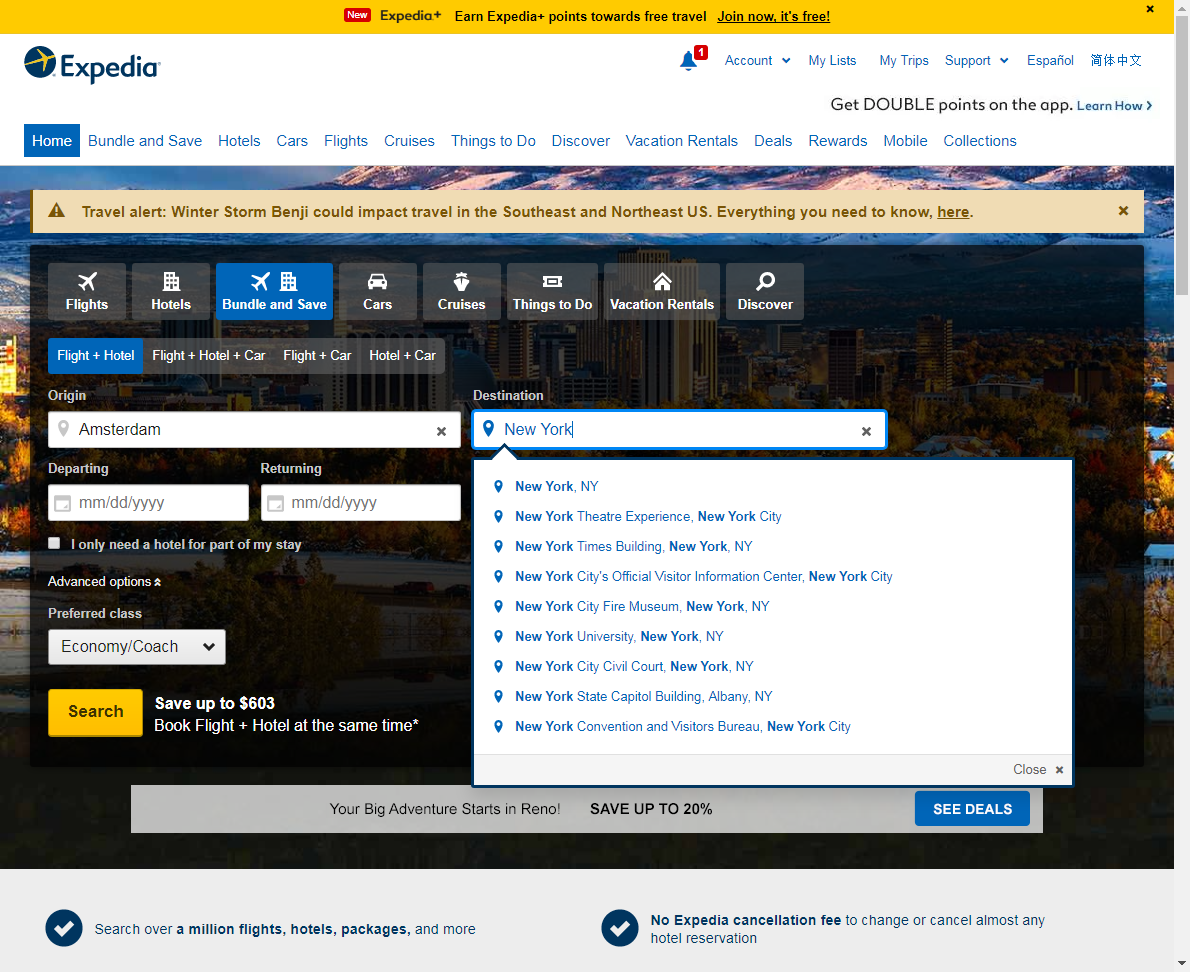 New Expedia+ Earn Expedia+ points towards free travel Join now, it's free!
Expedia
1
Account My Lists My Trips Support Español 简体中文
Get DOUBLE points on the app. Learn How
Home Bundle and Save Hotels Cars Flights Cruises Things to Do Discover Vacation Rentals Deals Rewards Mobile Collections
Travel alert: Winter Storm Benji could impact travel in the Southeast and Northeast US. Everything you need to know, here.
Flights Hotels Bundle and Save Cars Cruises Things to Do Vacation Rentals Discover
Flight + Hotel Flight + Hotel + Car Flight + Car Hotel + Car
Origin Destination
Amsterdam New York
Departing Returning
mm/dd/yyyy mm/dd/yyyy
I only need a hotel for part of my stay
Advanced options
Preferred class
Economy/Coach
Search
Save up to $603
Book Flight + Hotel at the same time*
New York, NY
New York Theatre Experience, New York City
New York Times Building, New York, NY
New York City's Official Visitor Information Center, New York City
New York City Fire Museum, New York, NY
New York University, New York, NY
New York City Civil Court, New York, NY
New York State Capitol Building, Albany, NY
New York Convention and Visitors Bureau, New York City
Close
Your Big Adventure Starts in Reno! SAVE UP TO 20% SEE DEALS
Search over a million flights, hotels, packages, and more
No Expedia cancellation fee to change or cancel almost any
hotel reservation